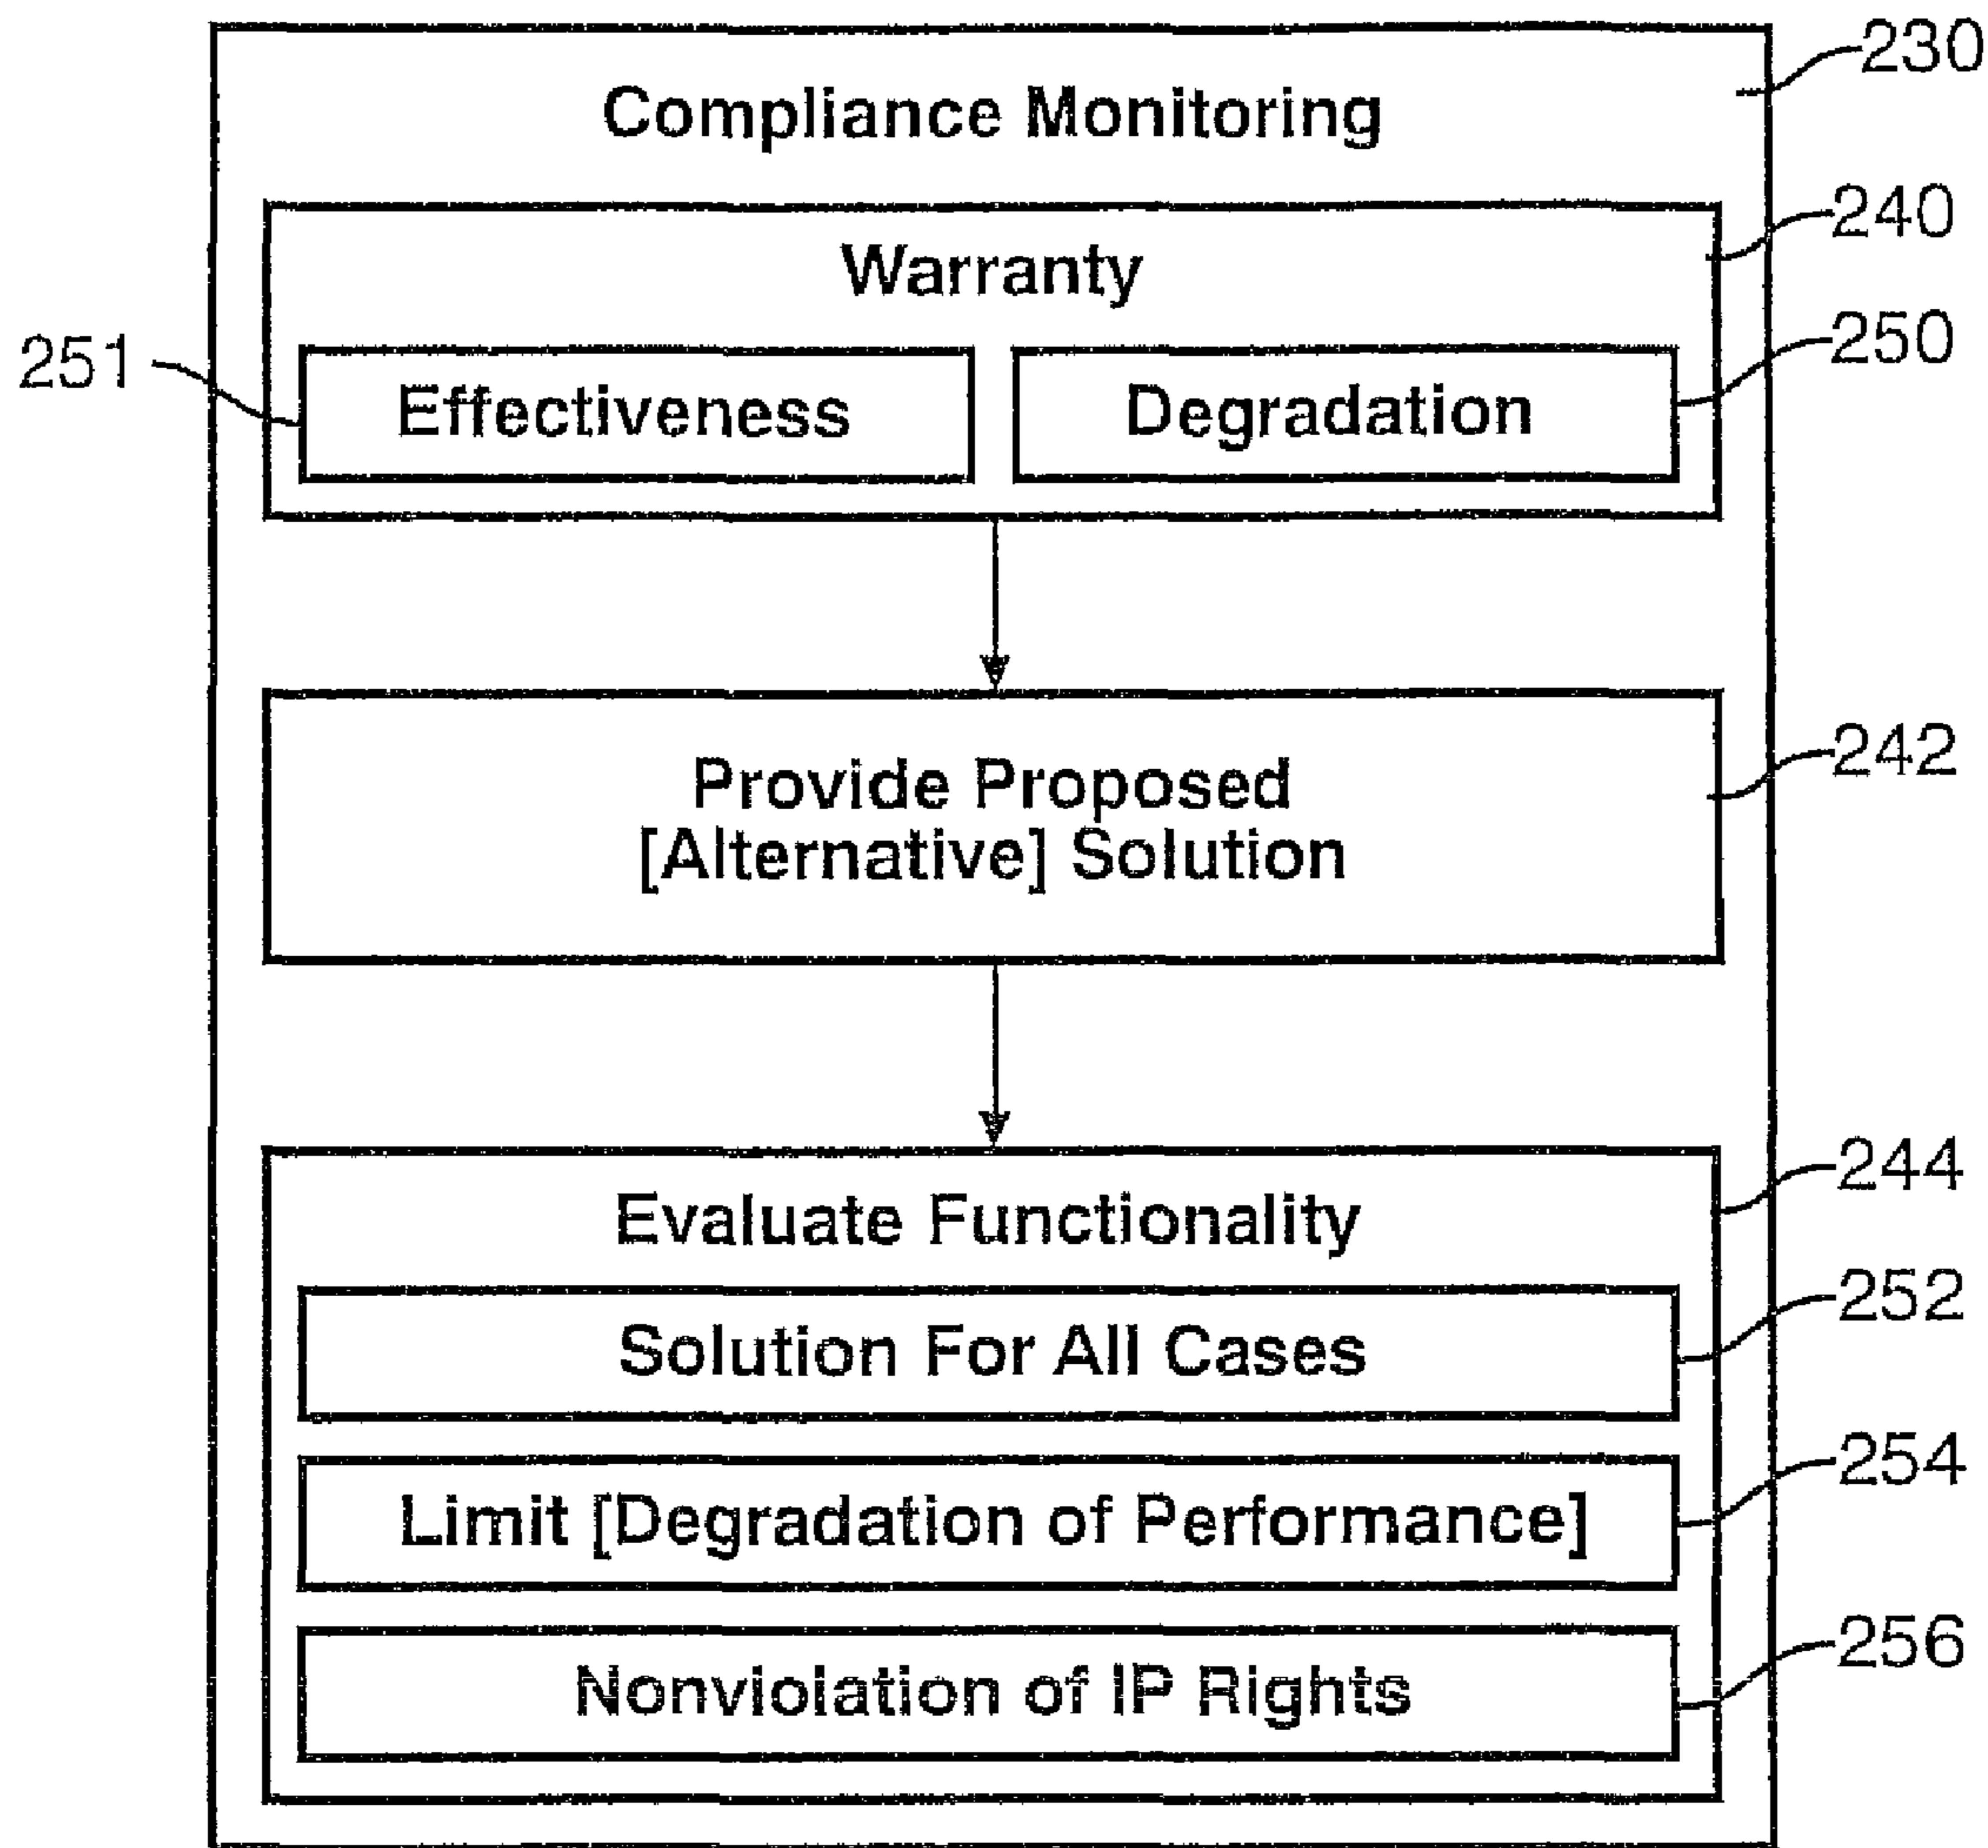 230
Compliance Monitoring
240
Warranty
250
251
Effectiveness
Degradation
242
Provide Proposed
[Alternative] Solution
244
Evaluate Functionality
252
Solution For All Cases
254
Limit [Degradation of Performance]
256
Nonviolation of IP Rights